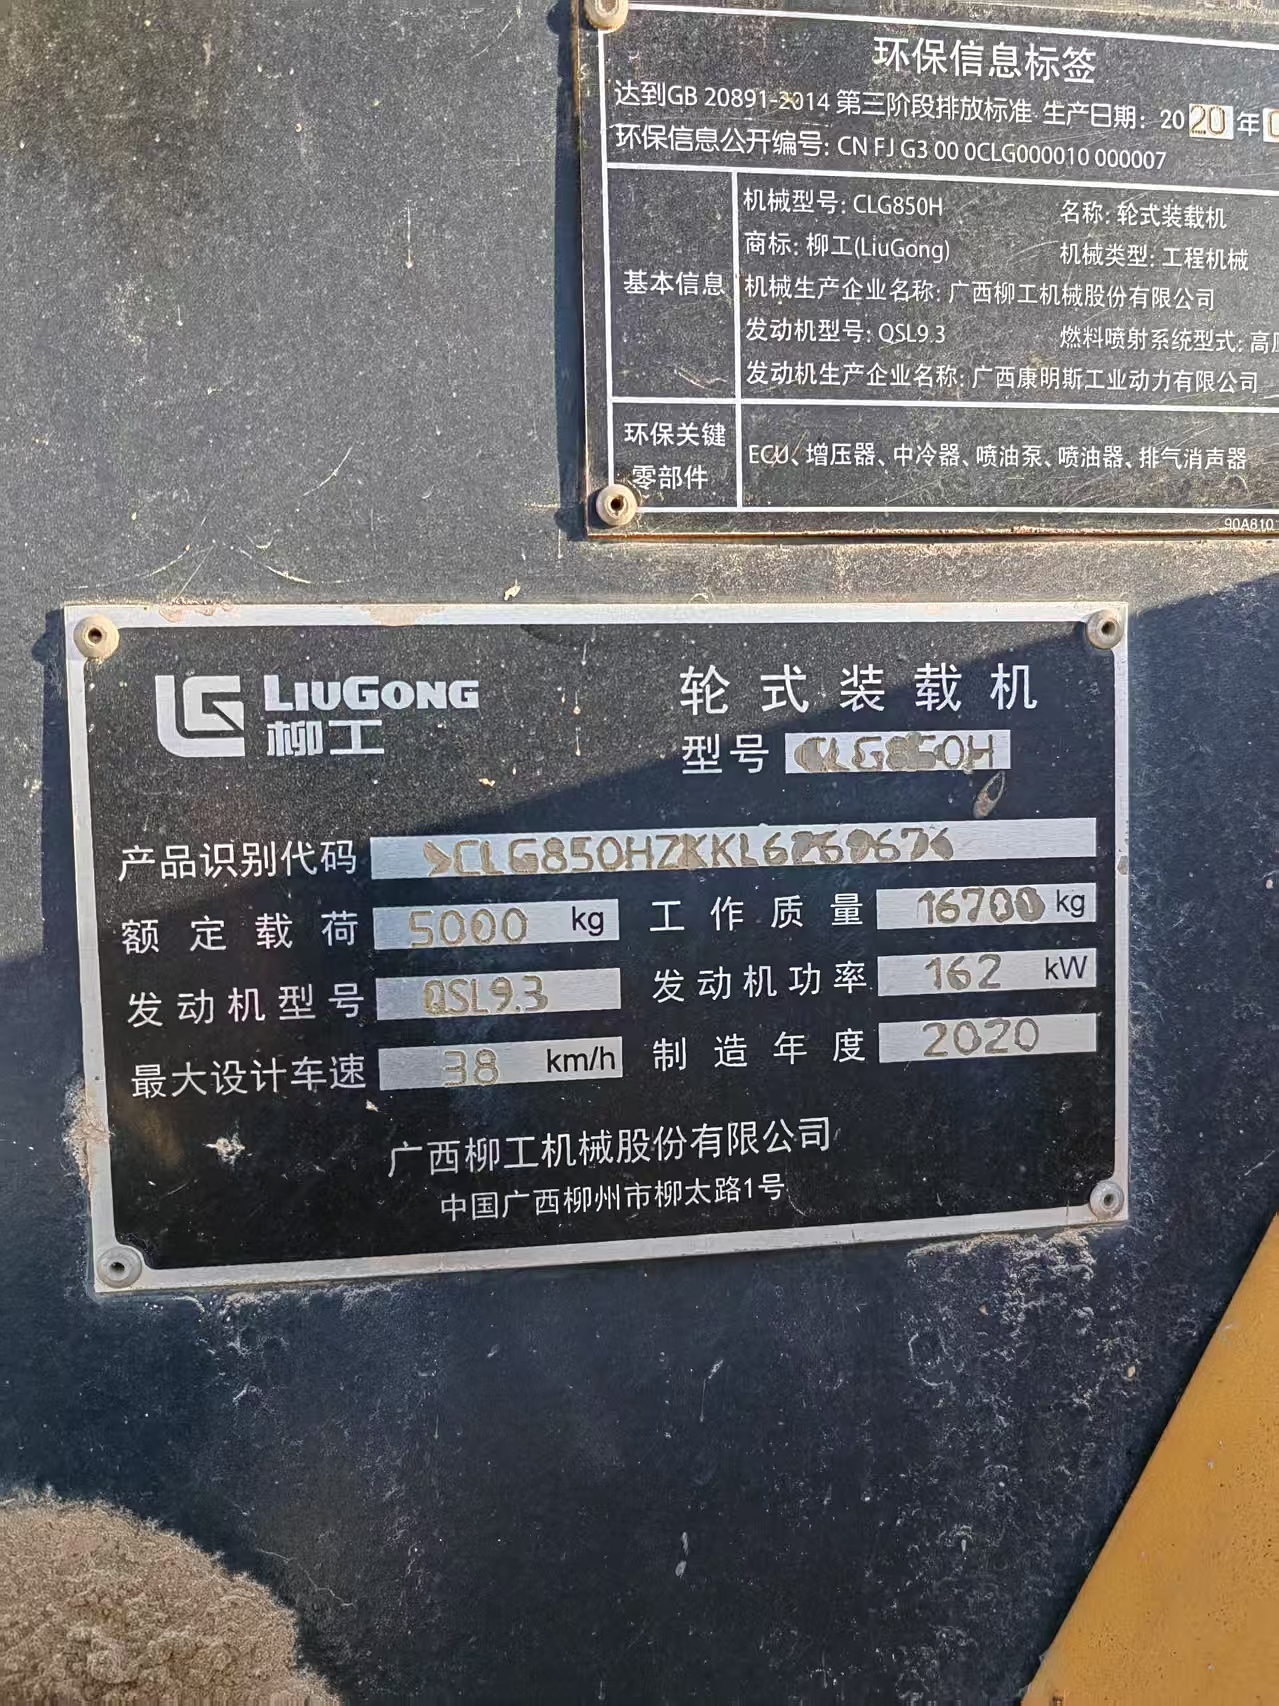 环保信息标签
达到GB 20891-2014 第三阶段排放标准 生产日期: 2020年
环保信息公开编号: CN FJ G3 00 0CLG000010 000007
基本信息
机械型号: CLG850H 名称: 轮式装载机
商标: 柳工(LiuGong) 机械类型: 工程机械
机械生产企业名称: 广西柳工机械股份有限公司
发动机型号: QSL9.3 燃料喷射系统型式: 高
发动机生产企业名称: 广西康明斯工业动力有限公司
环保关键零部件
ECU、增压器、中冷器、喷油泵、喷油器、排气消声器
90A810
LIUGONG
柳工
轮式装载机
型号 CLG850H
产品识别代码
额定载荷 5000 kg 工作质量 16700 kg
发动机型号 QSL9.3 发动机功率 162 kW
最大设计车速 38 km/h 制造年度 2020
广西柳工机械股份有限公司
中国广西柳州市柳太路1号